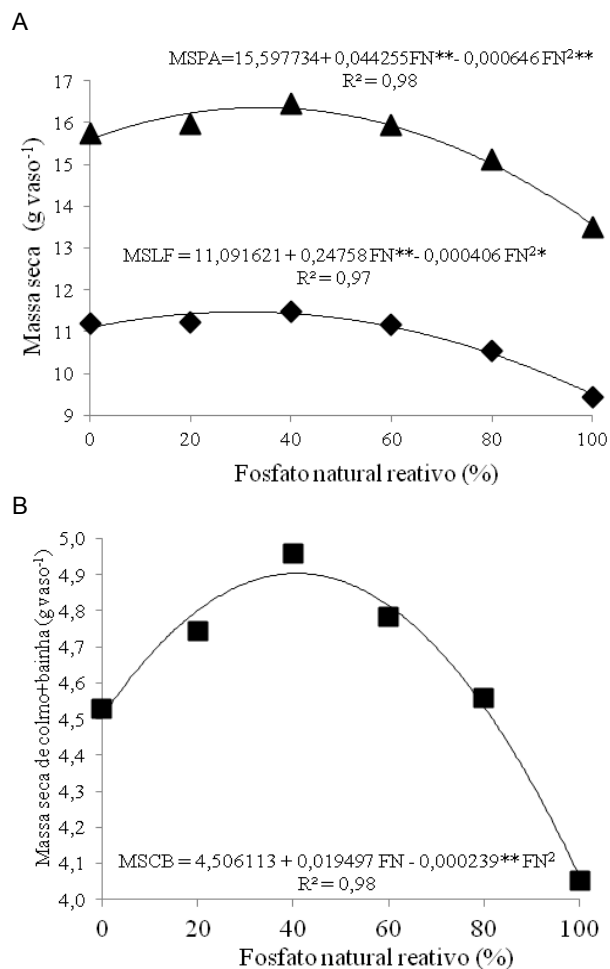 A
MSPA=15,597734+ 0,044255FN**- 0,000646 FN²**
R² = 0,98
17
16
15
14
13
12
11
10
9
Massa seca (g vaso⁻¹)
MSLF = 11,091621 + 0,24758 FN**- 0,000406 FN²*
R² = 0,97
0 20 40 60 80 100
Fosfato natural reativo (%)
B
5,0
4,9
4,8
4,7
4,6
4,5
4,4
4,3
4,2
4,1
4,0
Massa seca de colmo+bainha (g vaso⁻¹)
MSCB = 4,506113 + 0,019497 FN - 0,000239** FN²
R² = 0,98
0 20 40 60 80 100
Fosfato natural reativo (%)